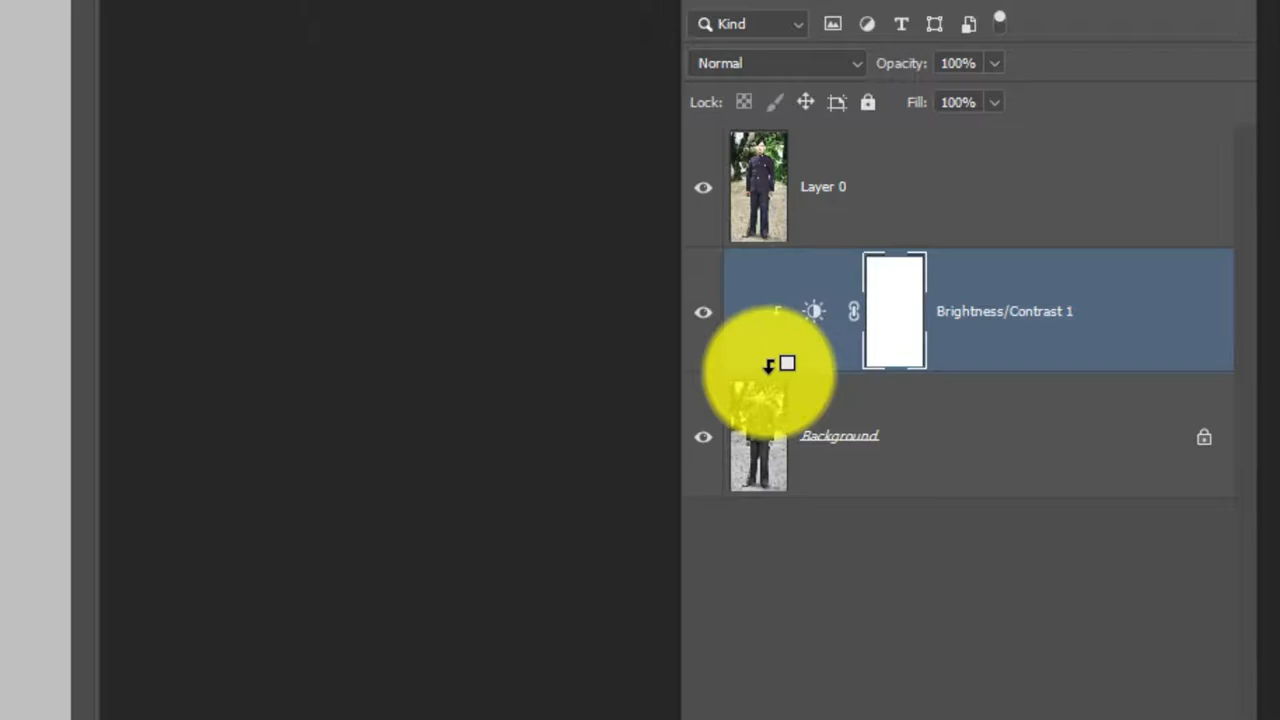 Kind
Normal Opacity: 100%
Lock: Fill: 100%
Layer 0
Brightness/Contrast 1
Background